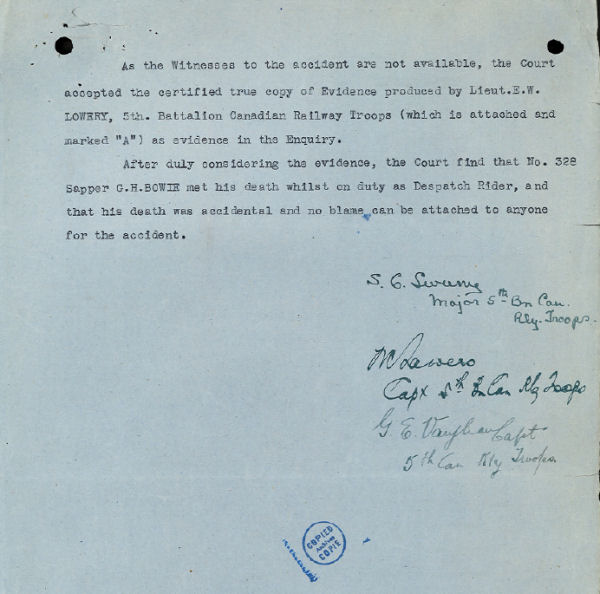 As the Witnesses to the accident are not available, the Court
accepted the certified true copy of Evidence produced by Lieut.E.W.
LOWERY, 5th. Battalion Canadian Railway Troops (which is attached and
marked "A") as evidence in the Enquiry.
After duly considering the evidence, the Court find that No. 328
Sapper G.H.BOWIE met his death whilst on duty as Despatch Rider, and
that his death was accidental and no blame can be attached to anyone
for the accident.
S. C.
Major 5th Bn Can.
Rly. Troops.
Capt 5th Bn Can Rly Troops
G. E. Vaughan Capt
5th Can Rly Troops
COPIED
Archives
COPIE